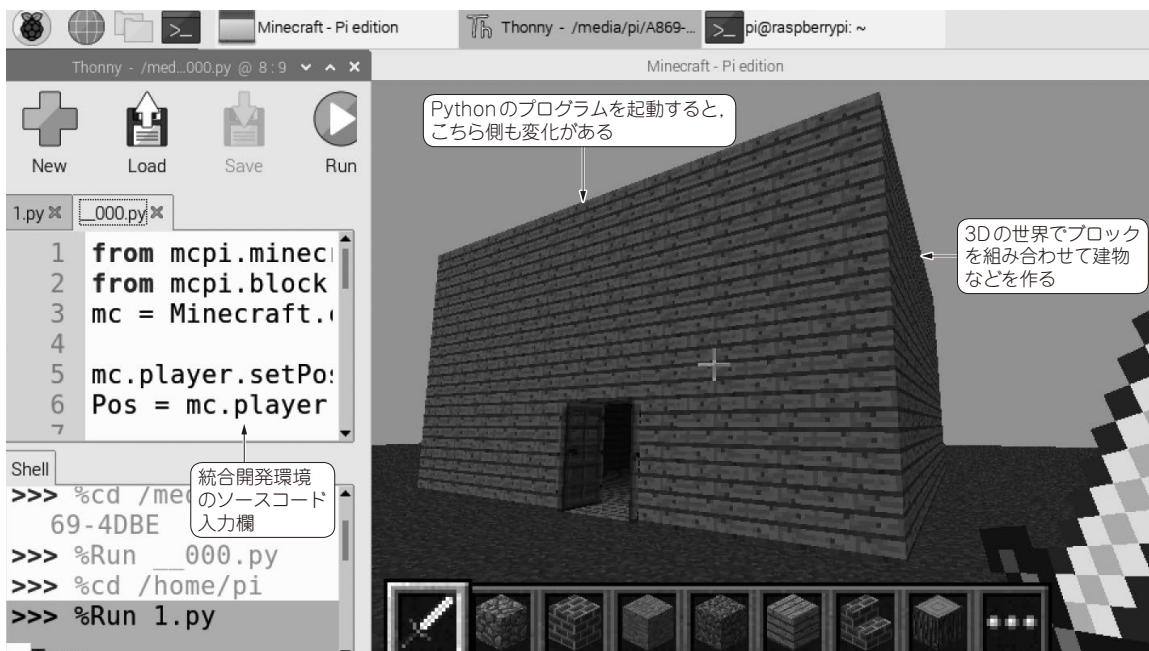 Minecraft - Pi edition
Thonny - /media/pi/A869-...
pi@raspberrypi: ~
Thonny - /med...000.py @ 8 : 9
Minecraft - Pi edition
New
Load
Save
Run
1.py
__000.py
1 from mcpi.minec
2 from mcpi.block
3 mc = Minecraft.
4
5 mc.player.setPos
6 Pos = mc.player
7
Shell
>>> %cd /med
69-4DBE
>>> %Run __000.py
>>> %cd /home/pi
>>> %Run 1.py
Pythonのプログラムを起動すると,
こちら側も変化がある
3Dの世界でブロック
を組み合わせて建物
などを作る
統合開発環境
のソースコード
入力欄